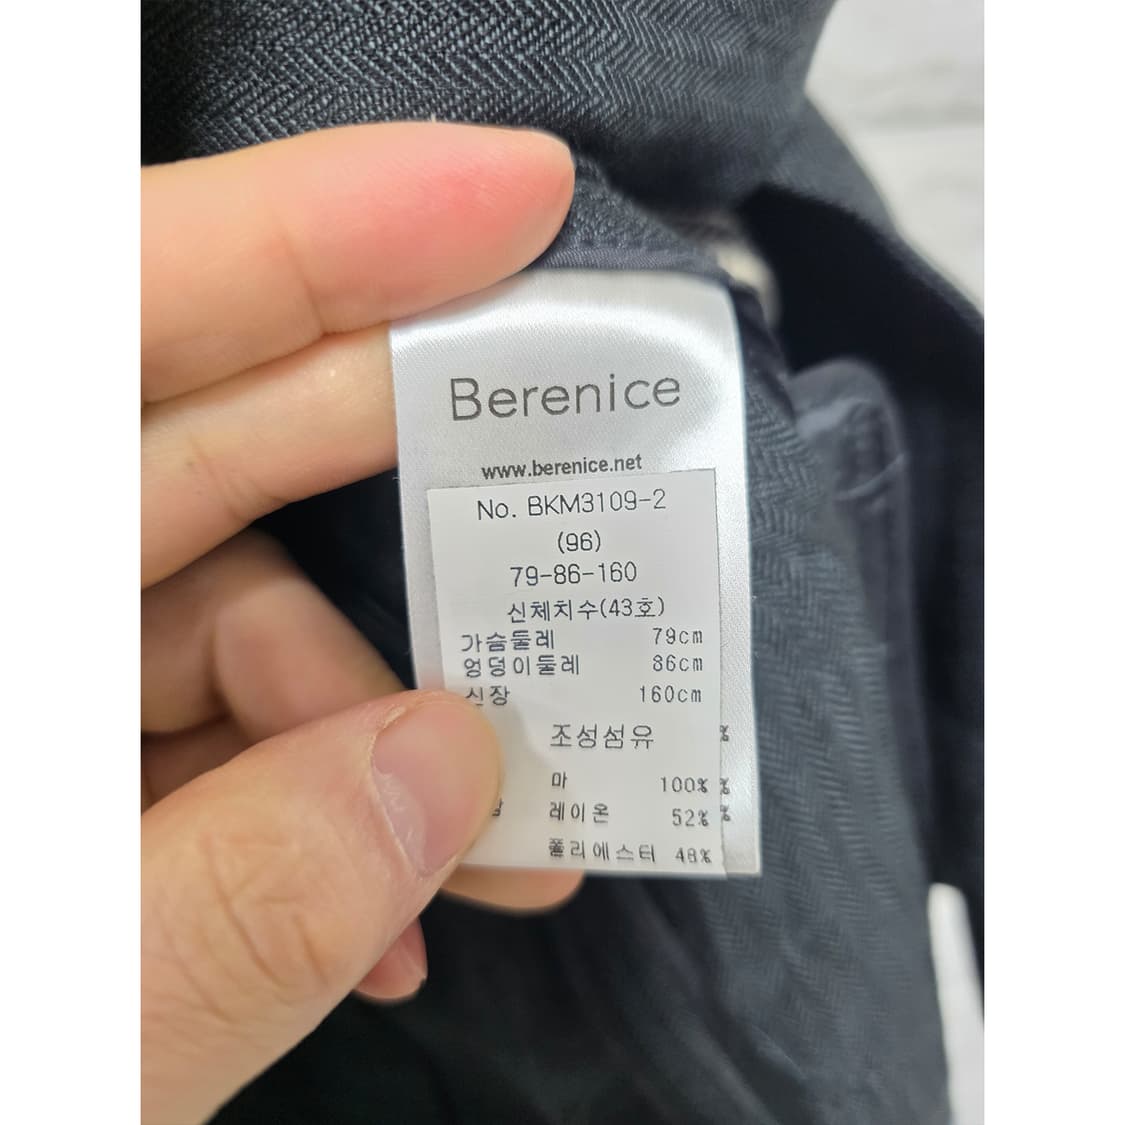 Berenice
www.berenice.net
No. BKM3109-2
(96)
79-86-160
신체치수(43호)
가슴둘레 79cm
엉덩이둘레 86cm
신장 160cm
조성섬유 %
마 100% %
레이온 52% %
폴리에스터 48%